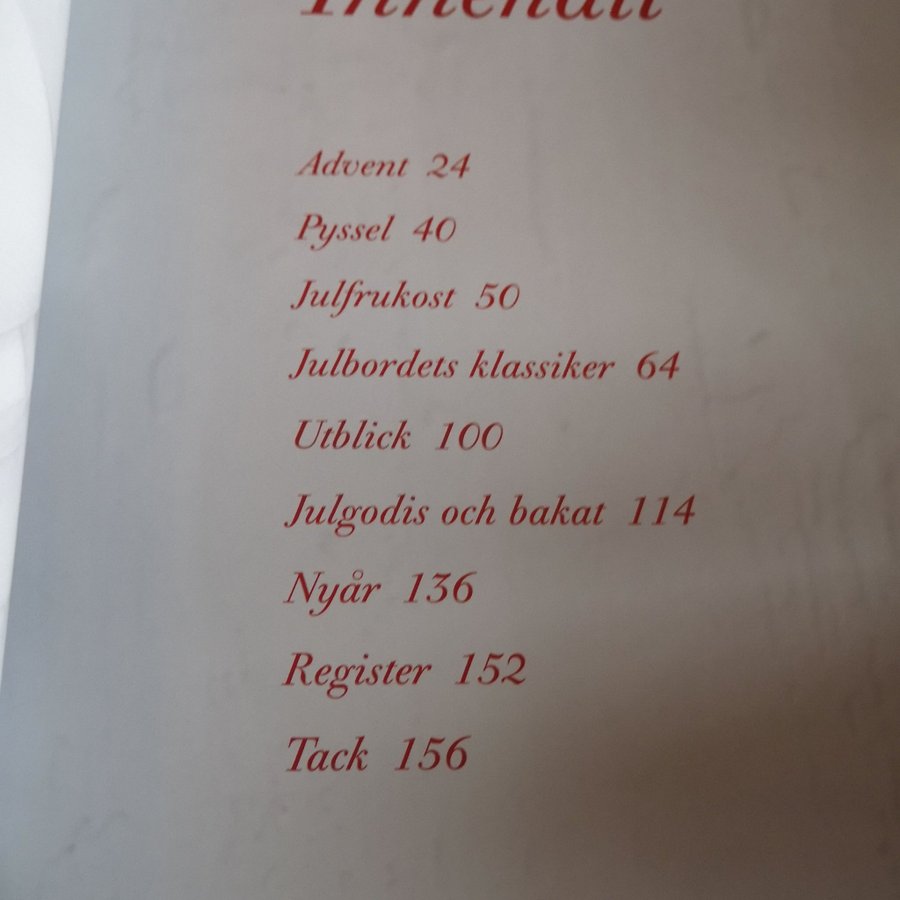 Innehåll
Advent 24
Pyssel 40
Julfrukost 50
Julbordets klassiker 64
Utblick 100
Julgodis och bakat 114
Nyår 136
Register 152
Tack 156